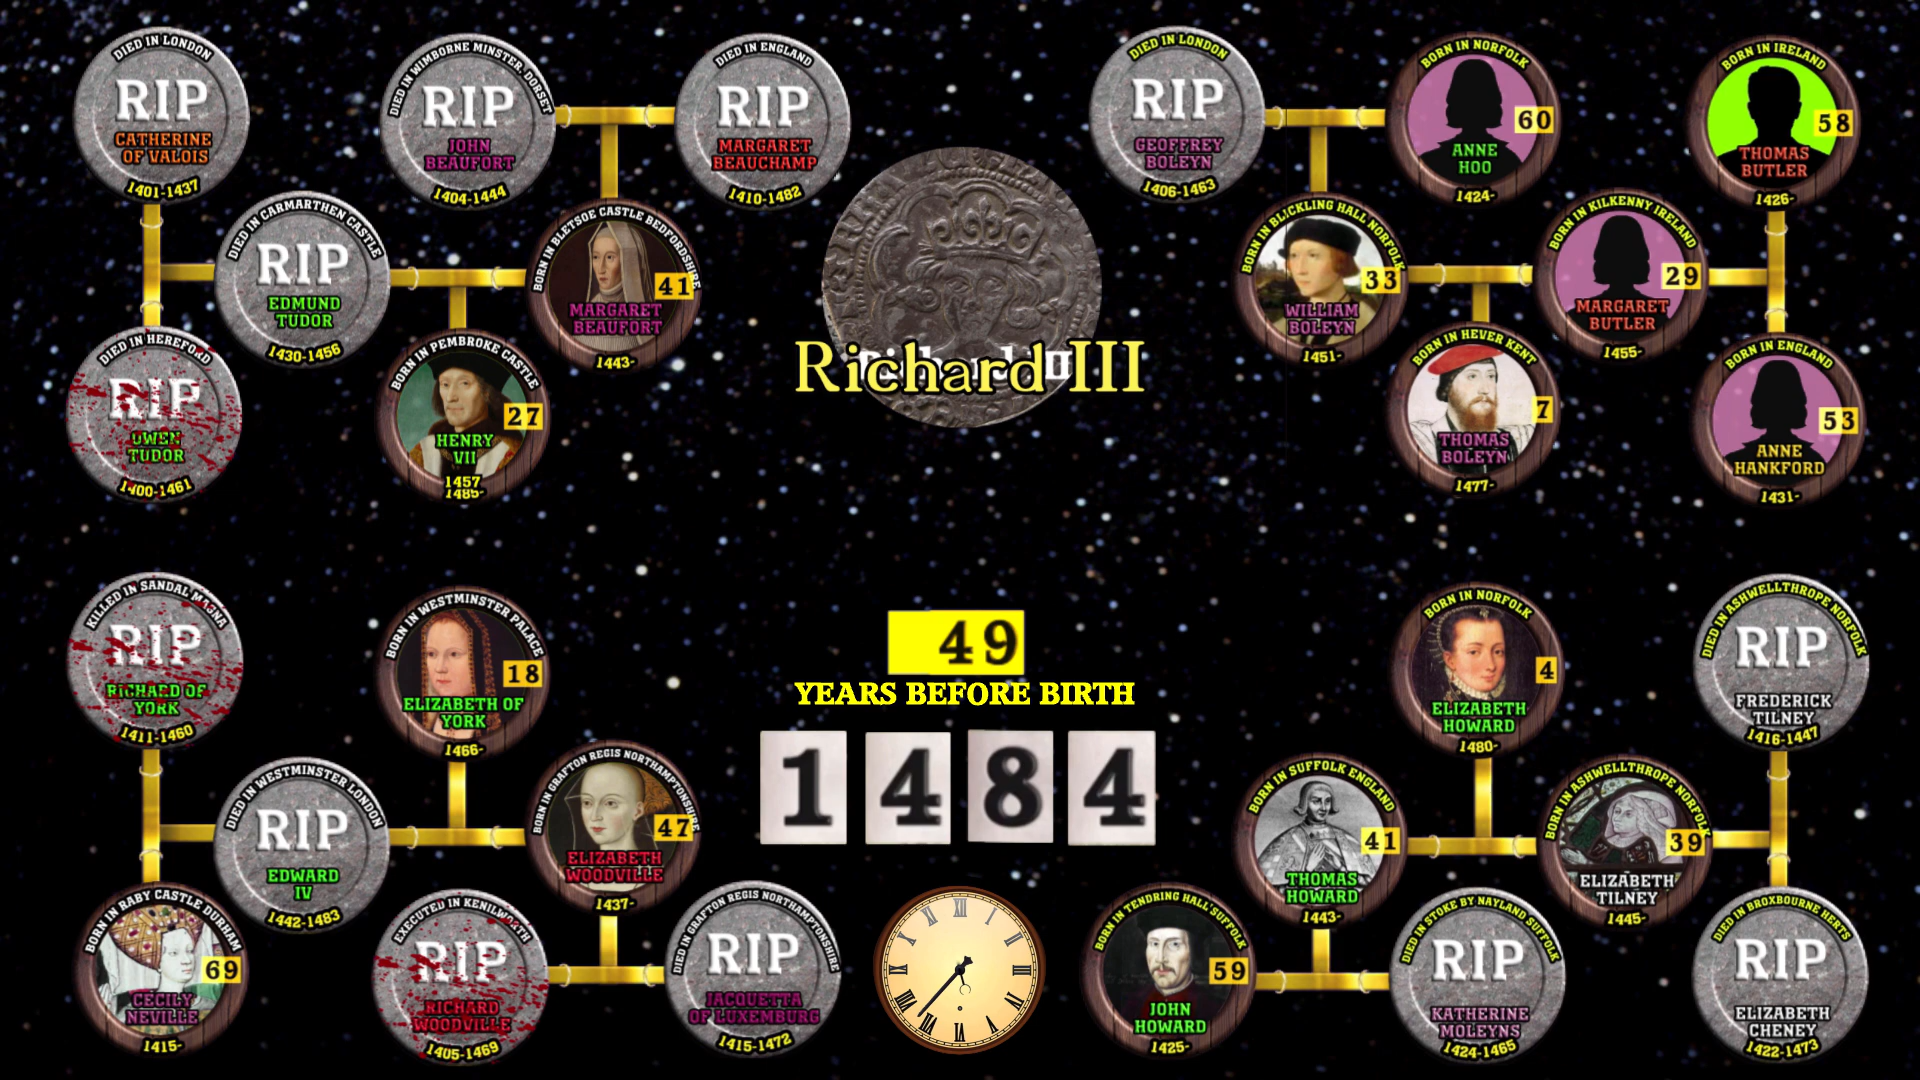 DIED IN LONDON
RIP
CATHERINE
OF VALOIS
1401-1437
DIED IN WIMBORNE MINSTER, DORSET
RIP
JOHN
BEAUFORT
1404-1444
DIED IN ENGLAND
RIP
MARGARET
BEAUCHAMP
1410-1482
DIED IN LONDON
RIP
GEOFFREY
BOLEYN
1406-1463
BORN IN NORFOLK
60
ANNE
HOO
1424-
BORN IN IRELAND
58
THOMAS
BUTLER
1426-
DIED IN CARMARTHEN CASTLE
RIP
EDMUND
TUDOR
1430-1456
BORN IN BLETSOE CASTLE BEDFORDSHIRE
41
MARGARET
BEAUFORT
1443-
BORN IN BLICKLING HALL NORFOLK
33
WILLIAM
BOLEYN
1451-
BORN IN KILKENNY IRELAND
29
MARGARET
BUTLER
1455-
DIED IN HEREFORD
RIP
OWEN
TUDOR
1400-1461
BORN IN PEMBROKE CASTLE
27
HENRY
VII
1457
1485-
Richard III
BORN IN HEVER KENT
7
THOMAS
BOLEYN
1477-
BORN IN ENGLAND
53
ANNE
HANKFORD
1431-
KILLED IN SANDAL MAGNA
RIP
RICHARD OF
YORK
1411-1460
BORN IN WESTMINSTER PALACE
18
ELIZABETH OF
YORK
1466-
49
YEARS BEFORE BIRTH
1484
BORN IN NORFOLK
4
ELIZABETH
HOWARD
1480-
DIED IN ASHWELLTHROPE NORFOLK
RIP
FREDERICK
TILNEY
1416-1447
DIED IN WESTMINSTER LONDON
RIP
EDWARD
IV
1442-1483
BORN IN GRAFTON REGIS NORTHAMPTONSHIRE
47
ELIZABETH
WOODVILLE
1437-
BORN IN SUFFOLK ENGLAND
41
THOMAS
HOWARD
1443-
BORN IN ASHWELLTHROPE NORFOLK
39
ELIZABETH
TILNEY
1445-
BORN IN RABY CASTLE DURHAM
69
CECILY
NEVILLE
1415-
EXECUTED IN KENILWORTH
RIP
RICHARD
WOODVILLE
1405-1469
DIED IN GRAFTON REGIS NORTHAMPTONSHIRE
RIP
JACQUETTA
OF LUXEMBURG
1415-1472
XII I II III IIII V VI VII VIII IX X XI
BORN IN TENDRING HALL SUFFOLK
59
JOHN
HOWARD
1425-
DIED IN STOKE BY NAYLAND SUFFOLK
RIP
KATHERINE
MOLEYNS
1424-1465
DIED IN BROXBOURNE HERTS
RIP
ELIZABETH
CHENEY
1422-1473